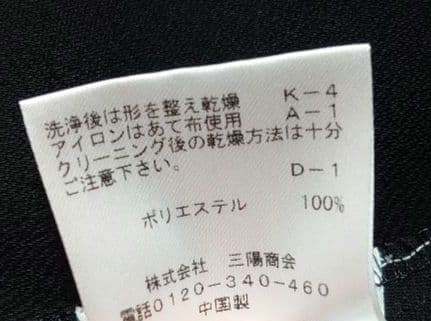 洗浄後は形を整え乾燥 K-4
アイロンはあて布使用 A-1
クリーニング後の乾燥方法は十分
ご注意下さい。 D-1
ポリエステル 100%
株式会社 三陽商会
電話0120-340-460
中国製